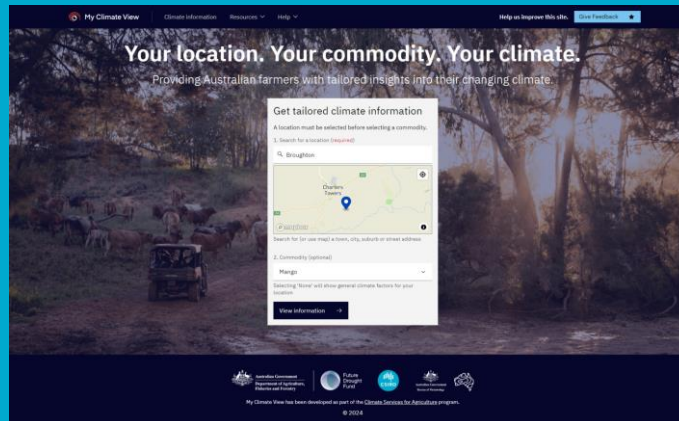 My Climate View
Climate information
Resources
Help
Help us improve this site.
Give Feedback
Your location. Your commodity. Your climate.
Providing Australian farmers with tailored insights into their changing climate.
Get tailored climate information
A location must be selected before selecting a commodity.
1. Search for a location (required)
Broughton
Charters
Towers
Search for (or use map) a town, city, suburb or street address
2. Commodity (optional)
Mango
Selecting 'None' will show general climate factors for your
location
View information
Australian Government
Department of Agriculture,
Fisheries and Forestry
Future
Drought
Fund
CSIRO
Australian Government
Bureau of Meteorology
My Climate View has been developed as part of the Climate Services for Agriculture program.
© 2024